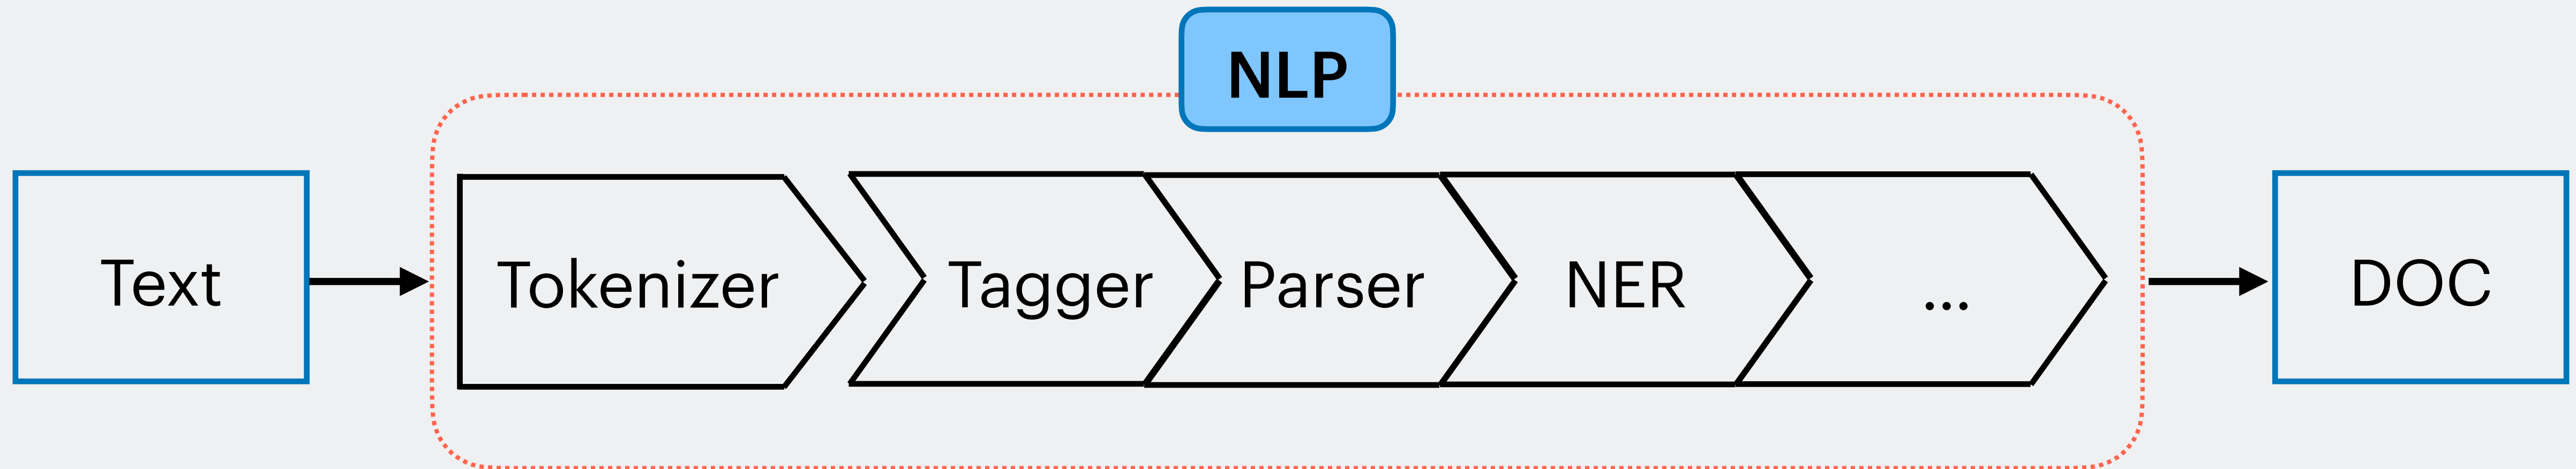 NLP
Text
Tokenizer
Tagger
Parser
NER
...
DOC